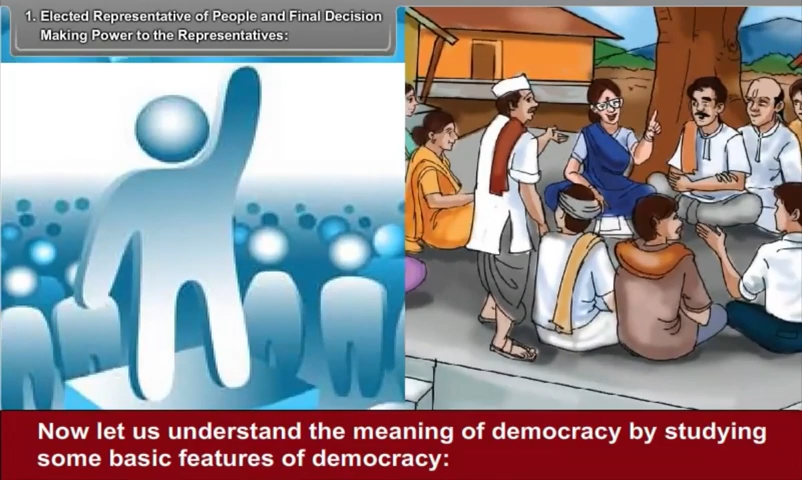 1. Elected Representative of People and Final Decision
Making Power to the Representatives:
Now let us understand the meaning of democracy by studying
some basic features of democracy: